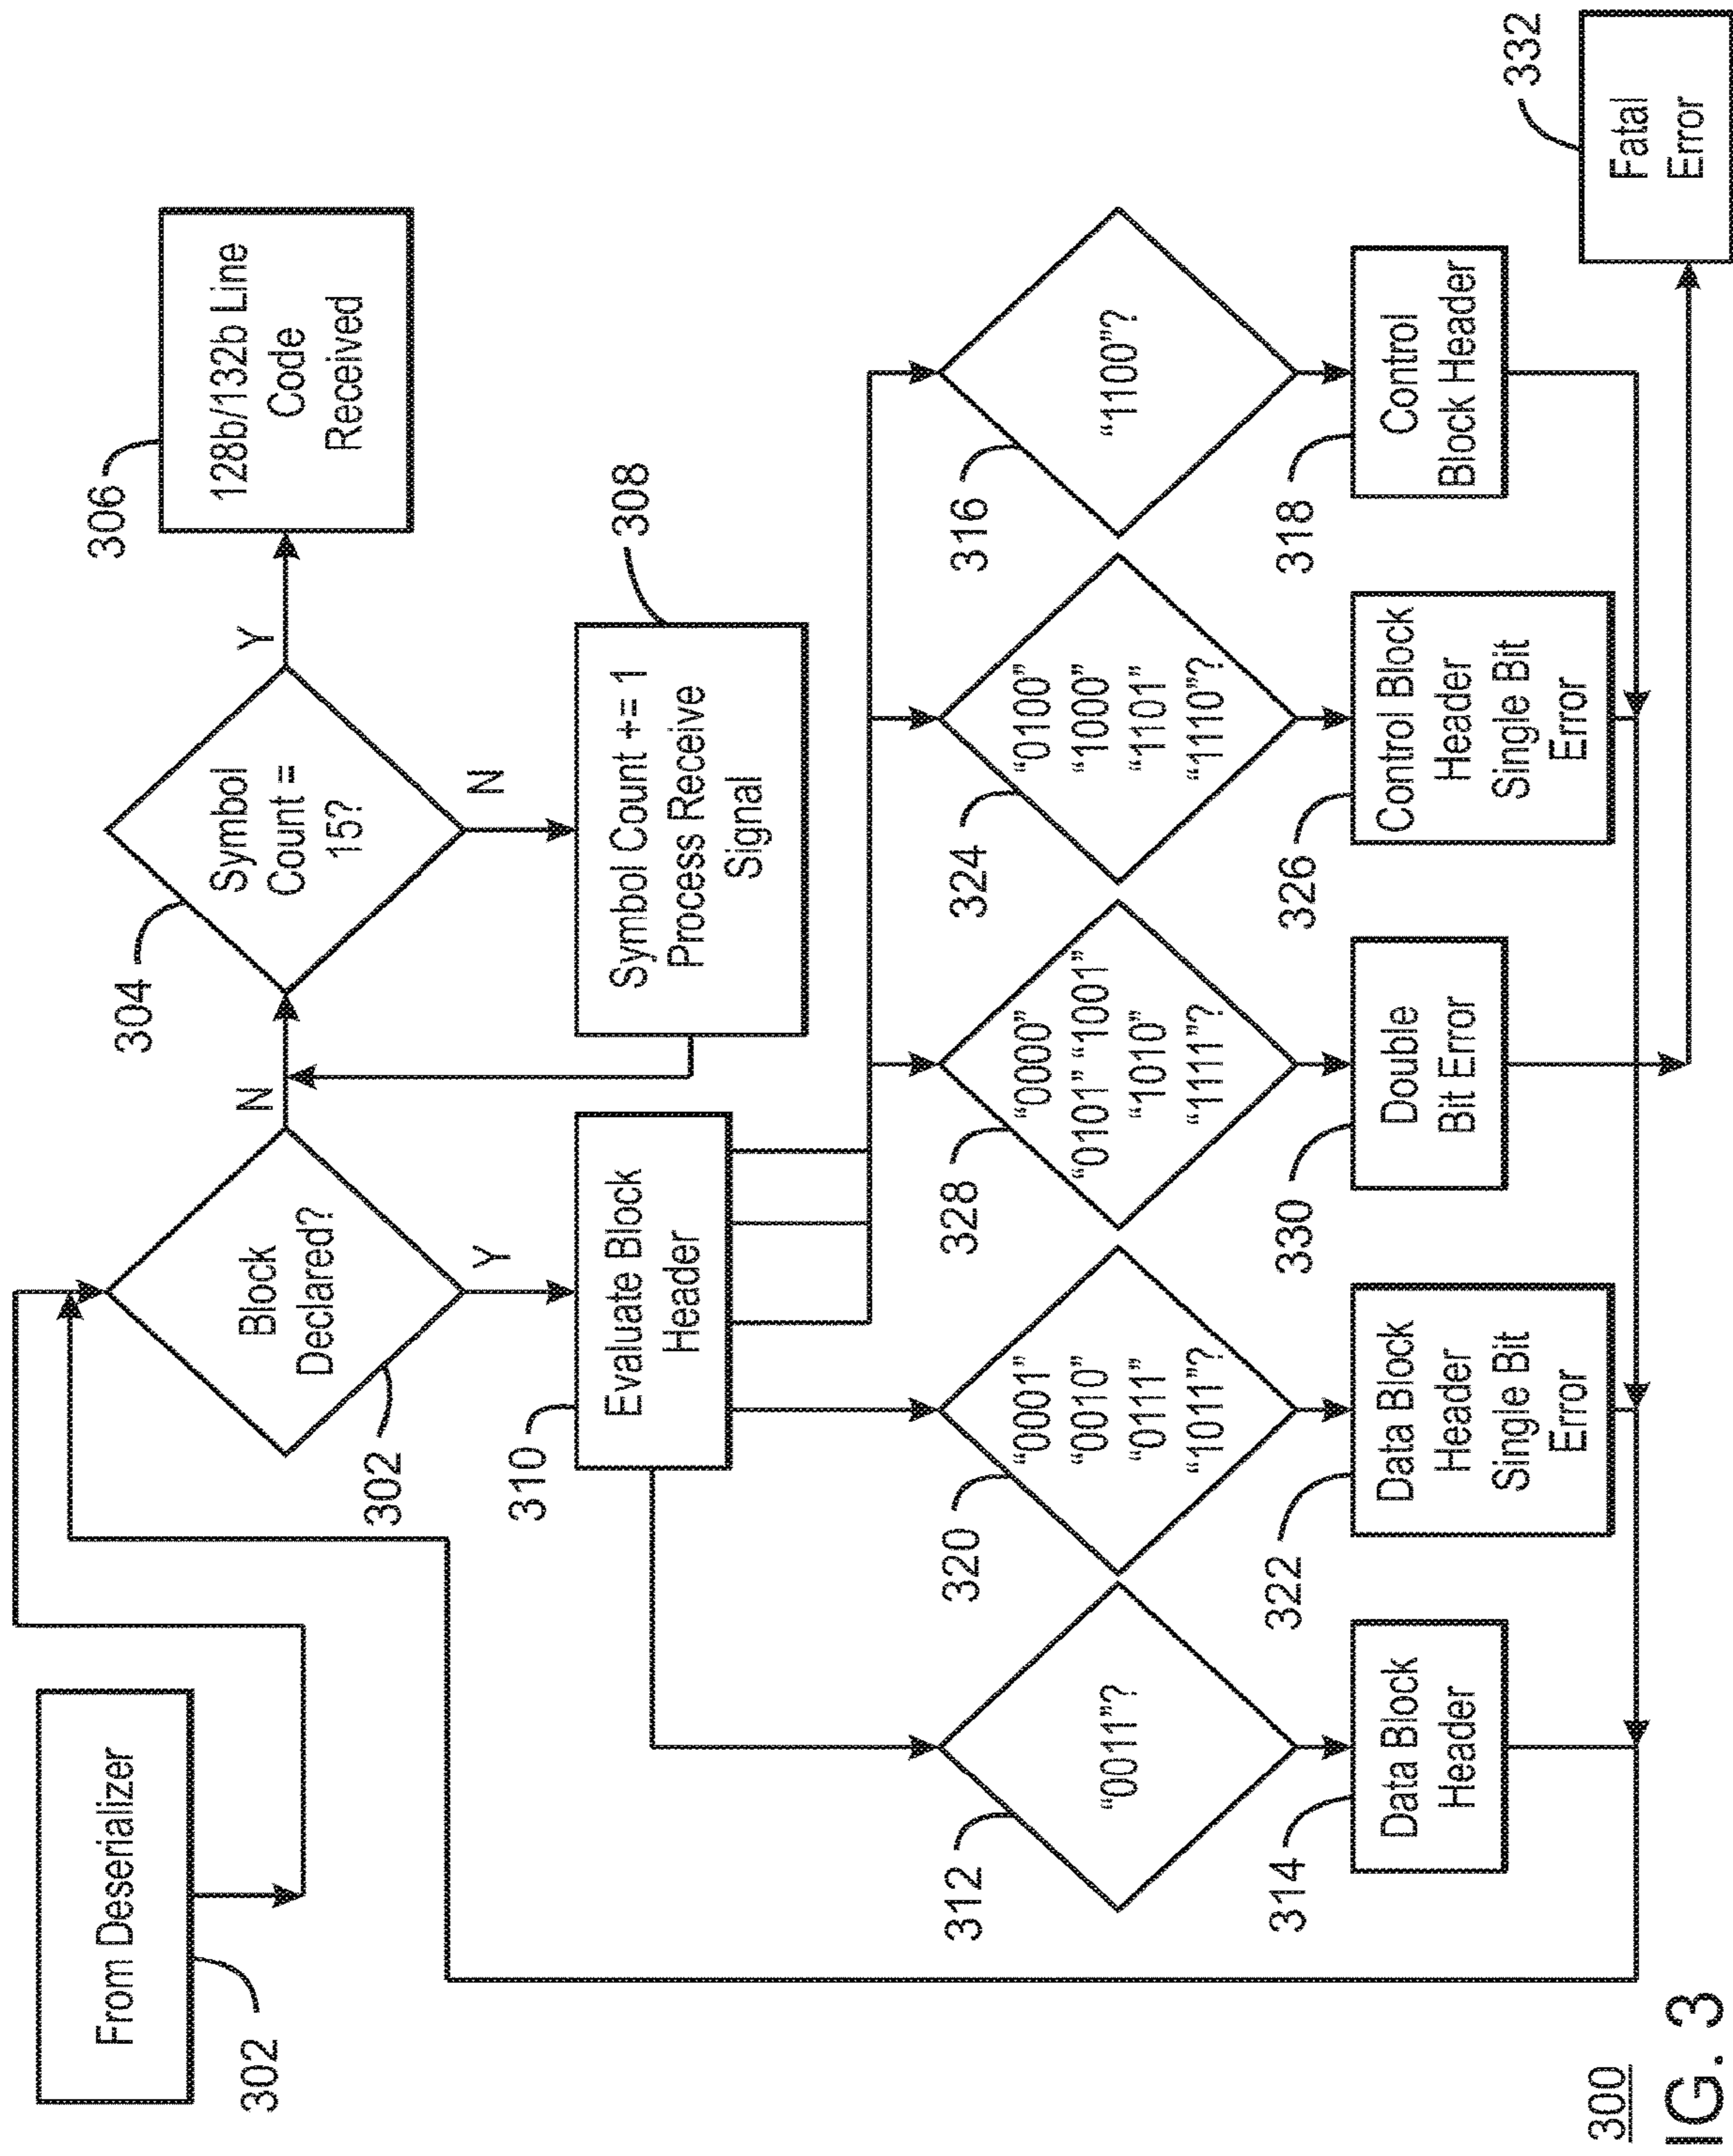 From Deserializer
302
Block
Declared?
302
N
Y
Symbol
Count =
15?
304
Y
N
128b/132b Line
Code
Received
306
Symbol Count += 1
Process Receive
Signal
308
Evaluate Block
Header
310
“0011”?
312
“0001”
“0010”
“0111”
“1011”?
320
“0000”
“0101” “1001”
“1010”
“1111”?
328
“0100”
“1000”
“1101”
“1110”?
324
“1100”?
316
Data Block
Header
314
Data Block
Header
Single Bit
Error
322
Double
Bit Error
330
Control Block
Header
Single Bit
Error
326
Control
Block Header
318
Fatal
Error
332
300
IG. 3